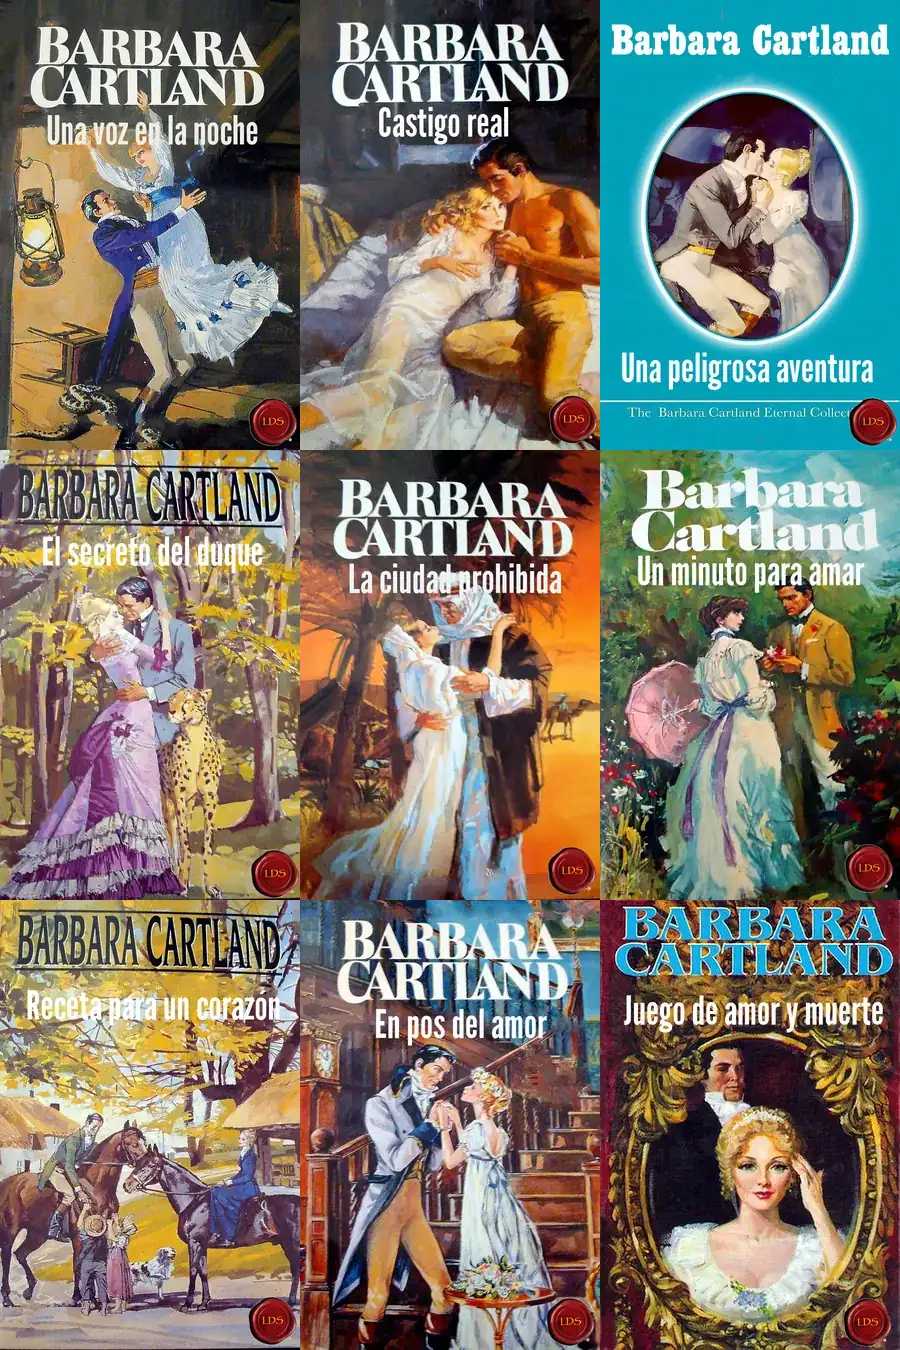 BARBARA
CARTLAND
Una voz en la noche
LDS
BARBARA
CARTLAND
Castigo real
LDS
Barbara Cartland
Una peligrosa aventura
The Barbara Cartland Eternal
LDS
BARBARA CARTLAND
El secreto del duque
LDS
BARBARA
CARTLAND
La ciudad prohibida
LDS
Barbara
Cartland
Un minuto para amar
LDS
BARBARA CARTLAND
Receta para un corazón
LDS
BARBARA
CARTLAND
En pos del amor
LDS
BARBARA
CARTLAND
Juego de amor y muerte
LDS